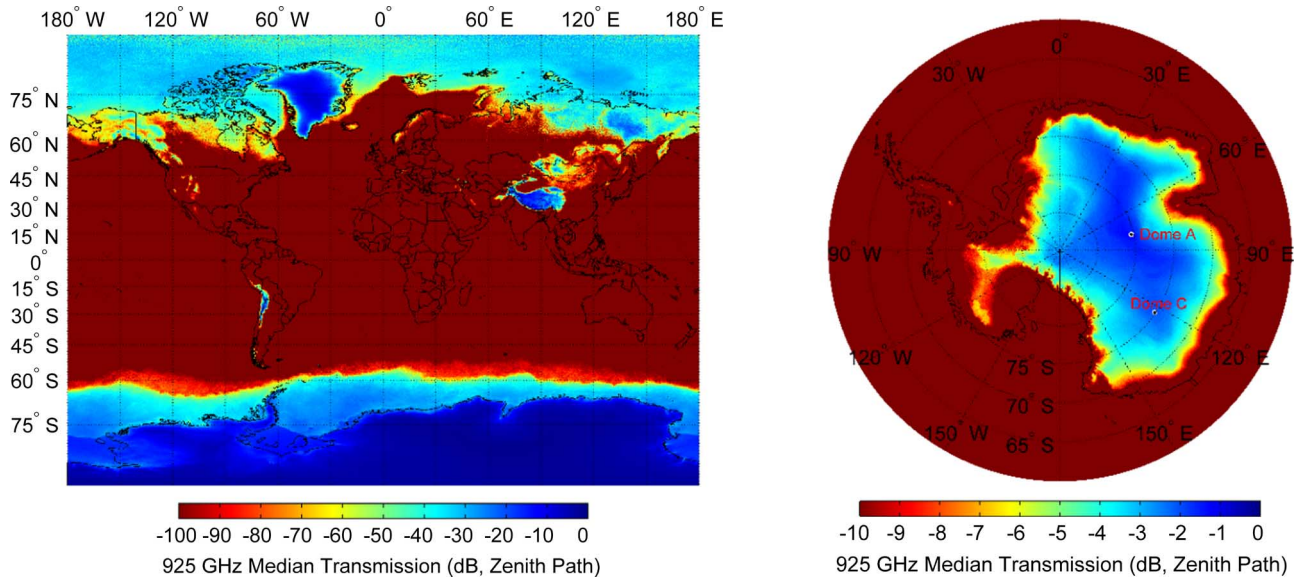 180° W 120° W 60° W 0° 60° E 120° E 180° E
75° N
60° N
45° N
30° N
15° N
0°
15° S
30° S
45° S
60° S
75° S
-100 -90 -80 -70 -60 -50 -40 -30 -20 -10 0
925 GHz Median Transmission (dB, Zenith Path)
0°
30° W 30° E
60° W 60° E
Dome A
90° W 90° E
Dome C
120° W 120° E
75° S
70° S
150° W 150° E
65° S
-10 -9 -8 -7 -6 -5 -4 -3 -2 -1 0
925 GHz Median Transmission (dB, Zenith Path)